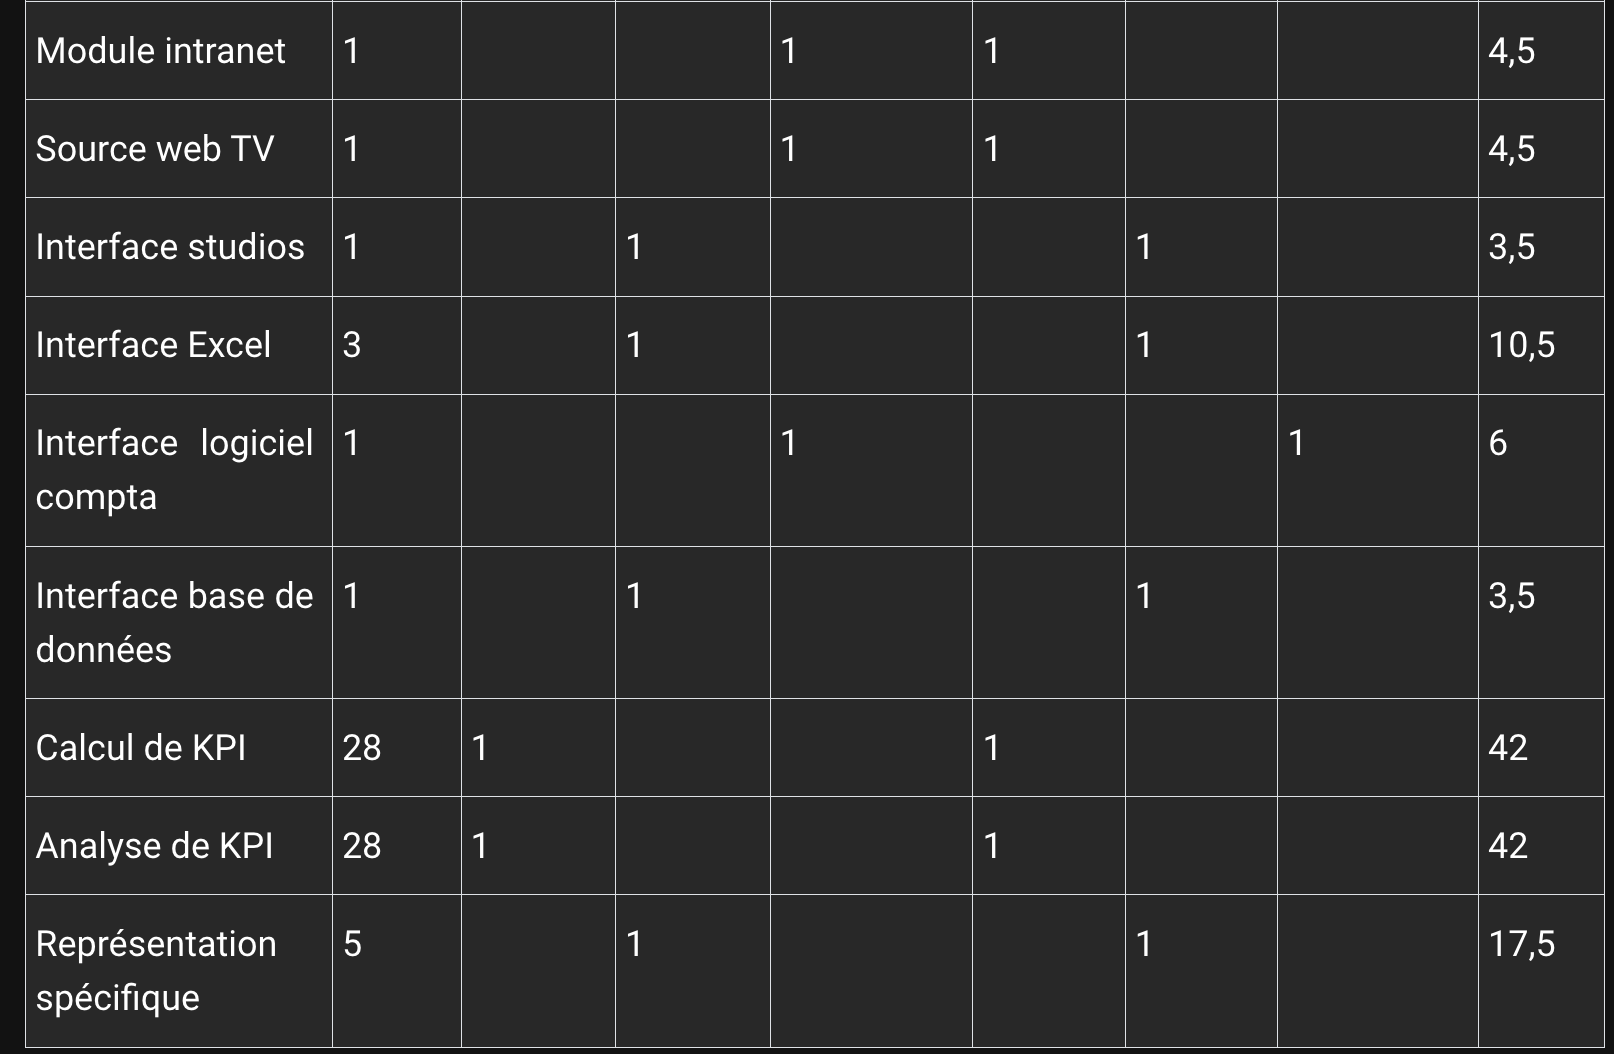 Module intranet 1 1 1 4,5
Source web TV 1 1 1 4,5
Interface studios 1 1 1 3,5
Interface Excel 3 1 1 10,5
Interface logiciel 1 1 1 6
compta
Interface base de 1 1 1 3,5
données
Calcul de KPI 28 1 1 42
Analyse de KPI 28 1 1 42
Représentation 5 1 1 17,5
spécifique